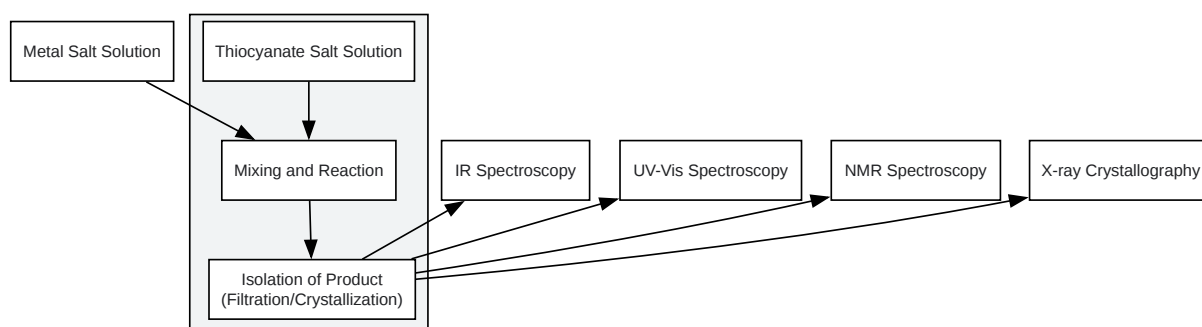 Metal Salt Solution
Thiocyanate Salt Solution
Mixing and Reaction
IR Spectroscopy
UV-Vis Spectroscopy
NMR Spectroscopy
X-ray Crystallography
Isolation of Product
(Filtration/Crystallization)